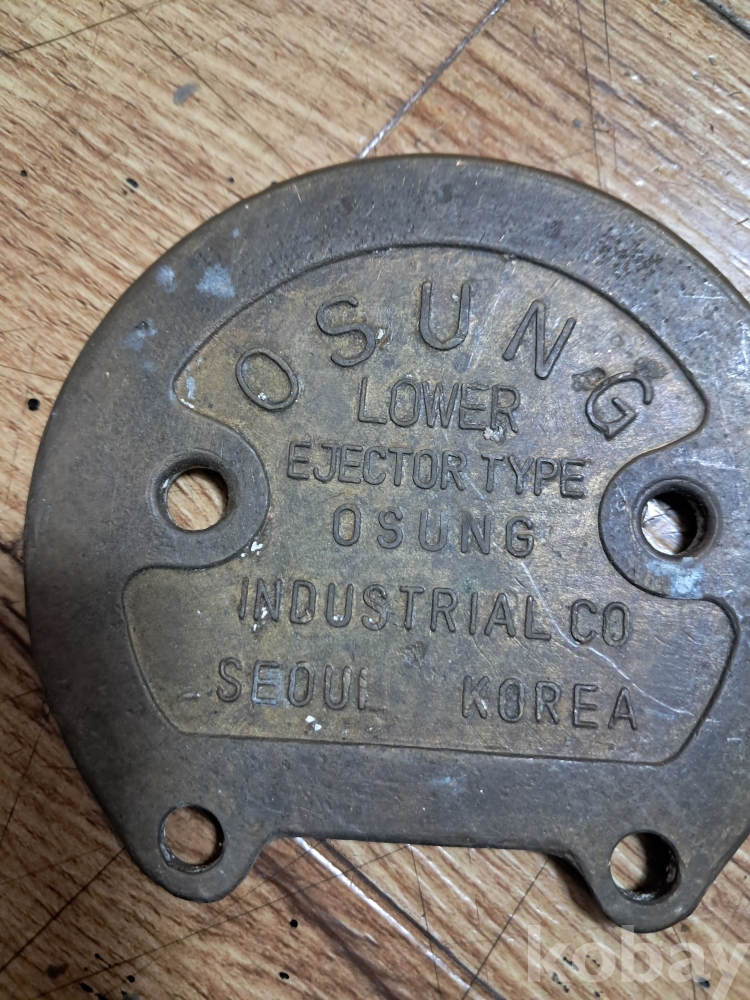 OSUNG
LOWER
EJECTOR TYPE
OSUNG
INDUSTRIAL CO
SEOUL KOREA
kobay